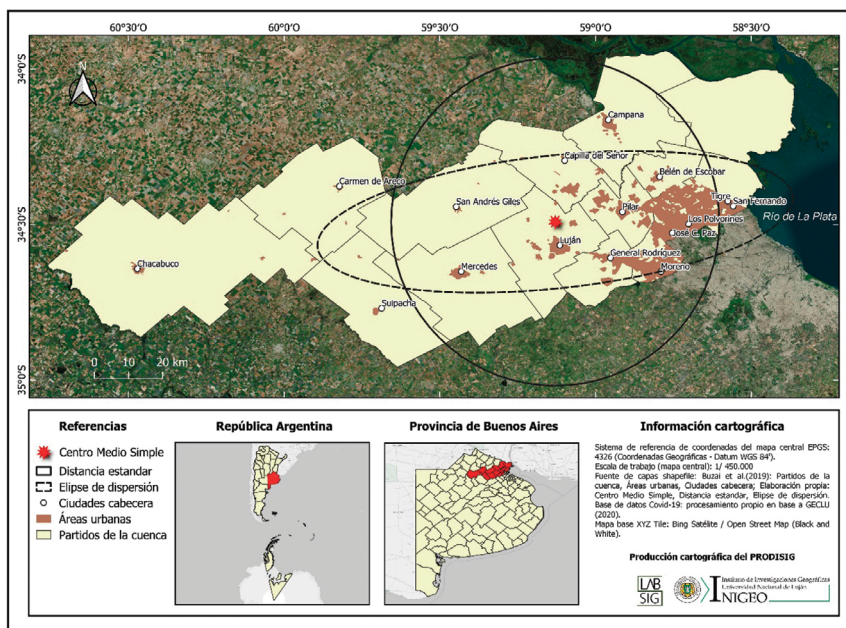 60°30'O 60°0'O 59°30'O 59°0'O 58°30'O
34°0'S
34°0'S
N
Campana
Capilla del Señor
Belén de Escobar
Carmen de Areco
San Andrés Giles
Tigre
San Fernando
Pilar
34°30'S
34°30'S
Los Polvorines
Río de La Plata
José C. Paz
Luján
General Rodríquez
Chacabuco
Mercedes
Moreno
Suipacha
0 10 20 km
35°0'S
35°0'S
Referencias
Centro Medio Simple
Distancia estandar
Elipse de dispersión
Ciudades cabecera
Áreas urbanas
Partidos de la cuenca
República Argentina
Provincia de Buenos Aires
Información cartográfica
Sistema de referencia de coordenadas del mapa central EPGS:
4326 (Coordenadas Geográficas - Datum WGS 84').
Escala de trabajo (mapa central): 1/ 450.000
Fuente de capas shapefile: Buzai et al.(2019): Partidos de la
cuenca, Áreas urbanas, Ciudades cabecera; Elaboración propia:
Centro Medio Simple, Distancia estandar, Elipse de dispersión.
Base de datos Covid-19: procesamiento propio en base a GECLU
(2020).
Mapa base XYZ Tile: Bing Satélite / Open Street Map (Black and
White).
Producción cartográfica del PRODISIG
LAB
SIG
Instituto de Investigaciones Geográficas
Universidad Nacional de Luján
INIGEO